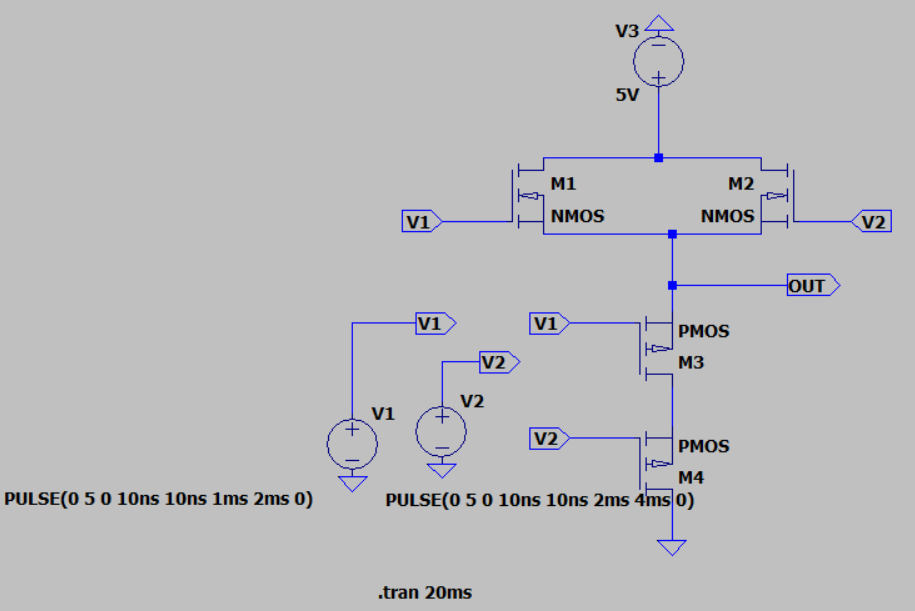 V3
5V
M1
M2
NMOS
NMOS
V1
V2
OUT
V1
V1
PMOS
M3
V2
V1
V2
V2
PMOS
M4
PULSE(0 5 0 10ns 10ns 1ms 2ms 0)
PULSE(0 5 0 10ns 10ns 2ms 4ms 0)
.tran 20ms